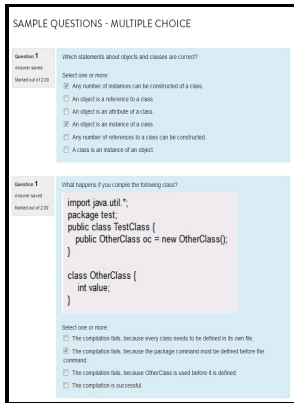 SAMPLE QUESTIONS - MULTIPLE CHOICE
Question 1
Answer saved
Marked out of 2.00
Which statements about objects and classes are correct?
Select one or more:
Any number of instances can be constructed of a class.
An object is a reference to a class.
An object is an attribute of a class.
An object is an instance of a class.
Any number of references to a class can be constructed.
A class is an instance of an object.
Question 1
Answer saved
Marked out of 2.00
What happens if you compile the following class?
import java.util.*;
package test;
public class TestClass {
public OtherClass oc = new OtherClass();
}
class OtherClass {
int value;
}
Select one or more:
The compilation fails, because every class needs to be defined in its own file.
The compilation fails, because the package command must be defined before the
command.
The compilation fails, because OtherClass is used before it is defined.
The compilation is successful.